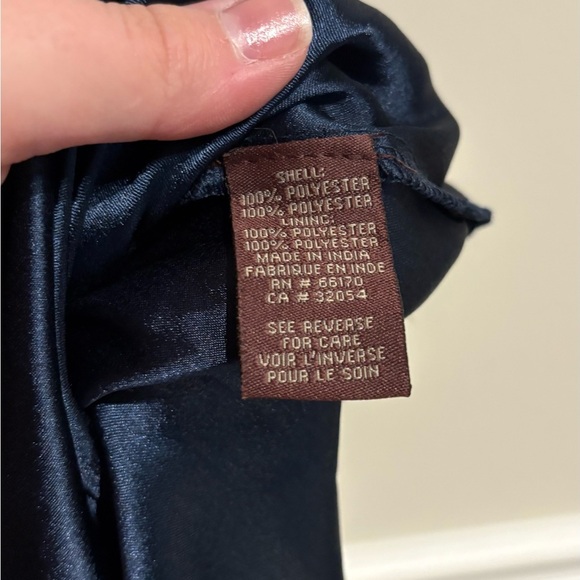 SHELL:
100% POLYESTER
100% POLYESTER
LINING:
100% POLYESTER
100% POLYESTER
MADE IN INDIA
FABRIQUE EN INDE
RN # 66170
CA # 32054
SEE REVERSE
FOR CARE
VOIR L'INVERSE
POUR LE SOIN